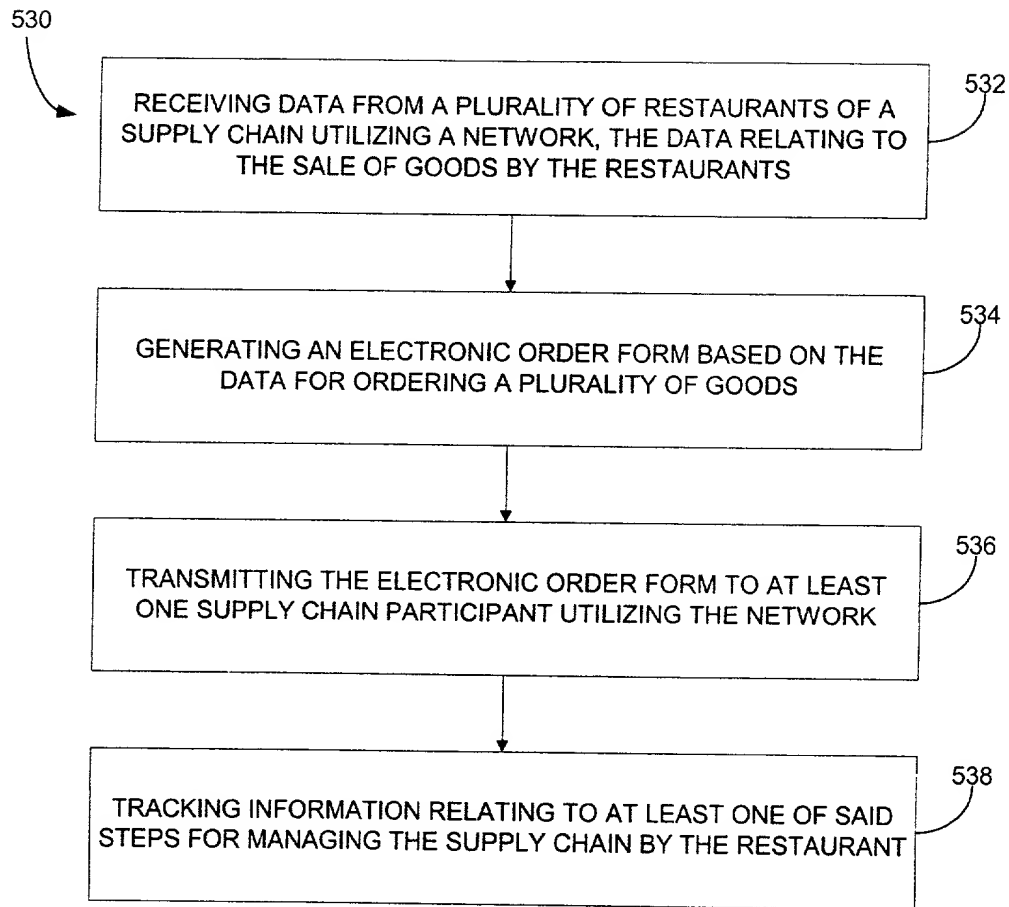 530
RECEIVING DATA FROM A PLURALITY OF RESTAURANTS OF A
SUPPLY CHAIN UTILIZING A NETWORK, THE DATA RELATING TO
THE SALE OF GOODS BY THE RESTAURANTS
532
GENERATING AN ELECTRONIC ORDER FORM BASED ON THE
DATA FOR ORDERING A PLURALITY OF GOODS
534
TRANSMITTING THE ELECTRONIC ORDER FORM TO AT LEAST
ONE SUPPLY CHAIN PARTICIPANT UTILIZING THE NETWORK
536
TRACKING INFORMATION RELATING TO AT LEAST ONE OF SAID
STEPS FOR MANAGING THE SUPPLY CHAIN BY THE RESTAURANT
538